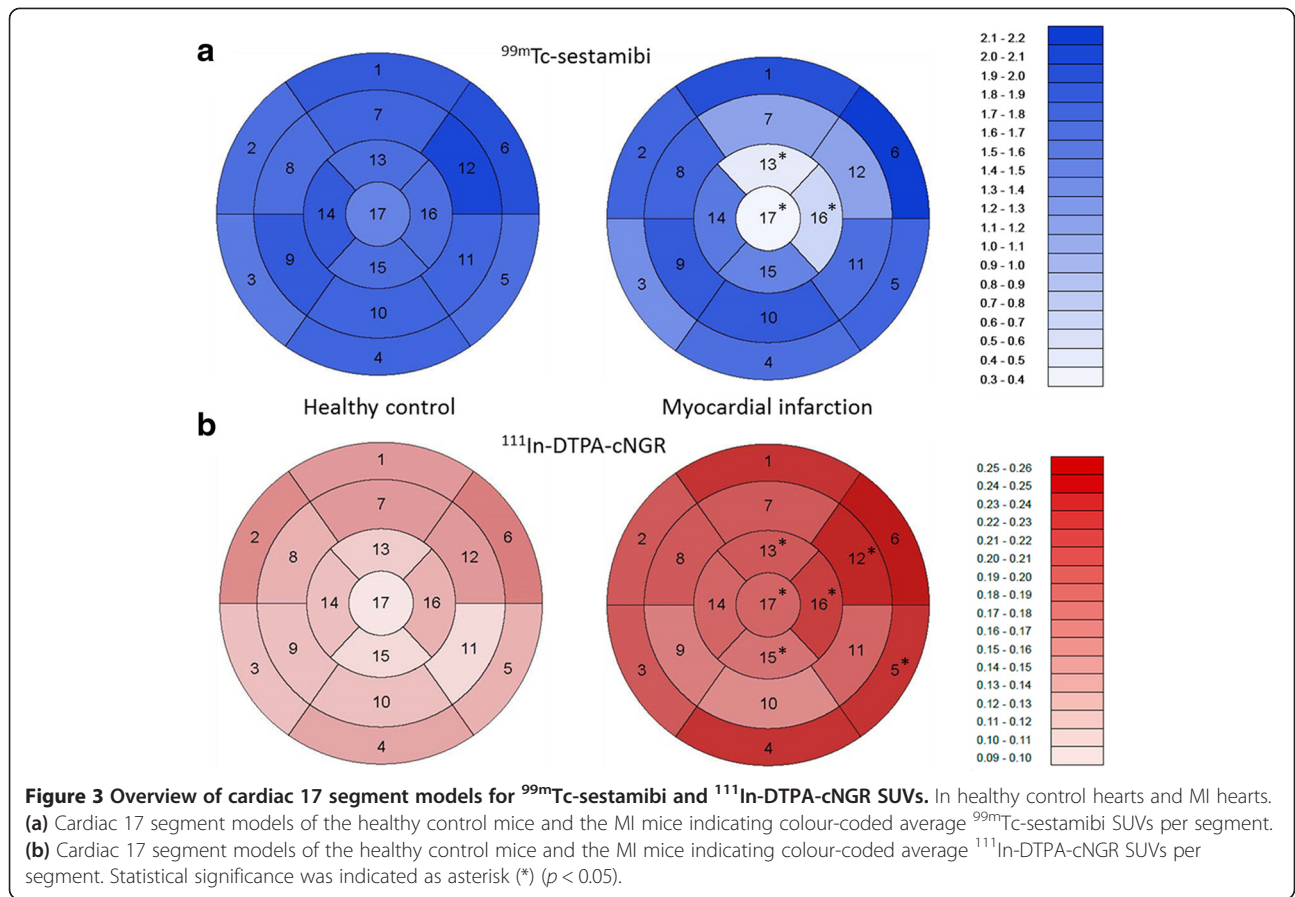 a
99mTc-sestamibi
1
2
3
4
5
6
7
8
9
10
11
12
13
14
15
16
17
1
2
3
4
5
6
7
8
9
10
11
12
13*
14
15
16*
17*
2.1 - 2.2
2.0 - 2.1
1.9 - 2.0
1.8 - 1.9
1.7 - 1.8
1.6 - 1.7
1.5 - 1.6
1.4 - 1.5
1.3 - 1.4
1.2 - 1.3
1.1 - 1.2
1.0 - 1.1
0.9 - 1.0
0.8 - 0.9
0.7 - 0.8
0.6 - 0.7
0.5 - 0.6
0.4 - 0.5
0.3 - 0.4
Healthy control
Myocardial infarction
b
111In-DTPA-cNGR
1
2
3
4
5
6
7
8
9
10
11
12
13
14
15
16
17
1
2
3
4
5*
6
7
8
9
10
11
12*
13*
14
15*
16*
17*
0.25 - 0.26
0.24 - 0.25
0.23 - 0.24
0.22 - 0.23
0.21 - 0.22
0.20 - 0.21
0.19 - 0.20
0.18 - 0.19
0.17 - 0.18
0.16 - 0.17
0.15 - 0.16
0.14 - 0.15
0.13 - 0.14
0.12 - 0.13
0.11 - 0.12
0.10 - 0.11
0.09 - 0.10
Figure 3 Overview of cardiac 17 segment models for 99mTc-sestamibi and 111In-DTPA-cNGR SUVs. In healthy control hearts and MI hearts.
(a) Cardiac 17 segment models of the healthy control mice and the MI mice indicating colour-coded average 99mTc-sestamibi SUVs per segment.
(b) Cardiac 17 segment models of the healthy control mice and the MI mice indicating colour-coded average 111In-DTPA-cNGR SUVs per
segment. Statistical significance was indicated as asterisk (*) (p < 0.05).